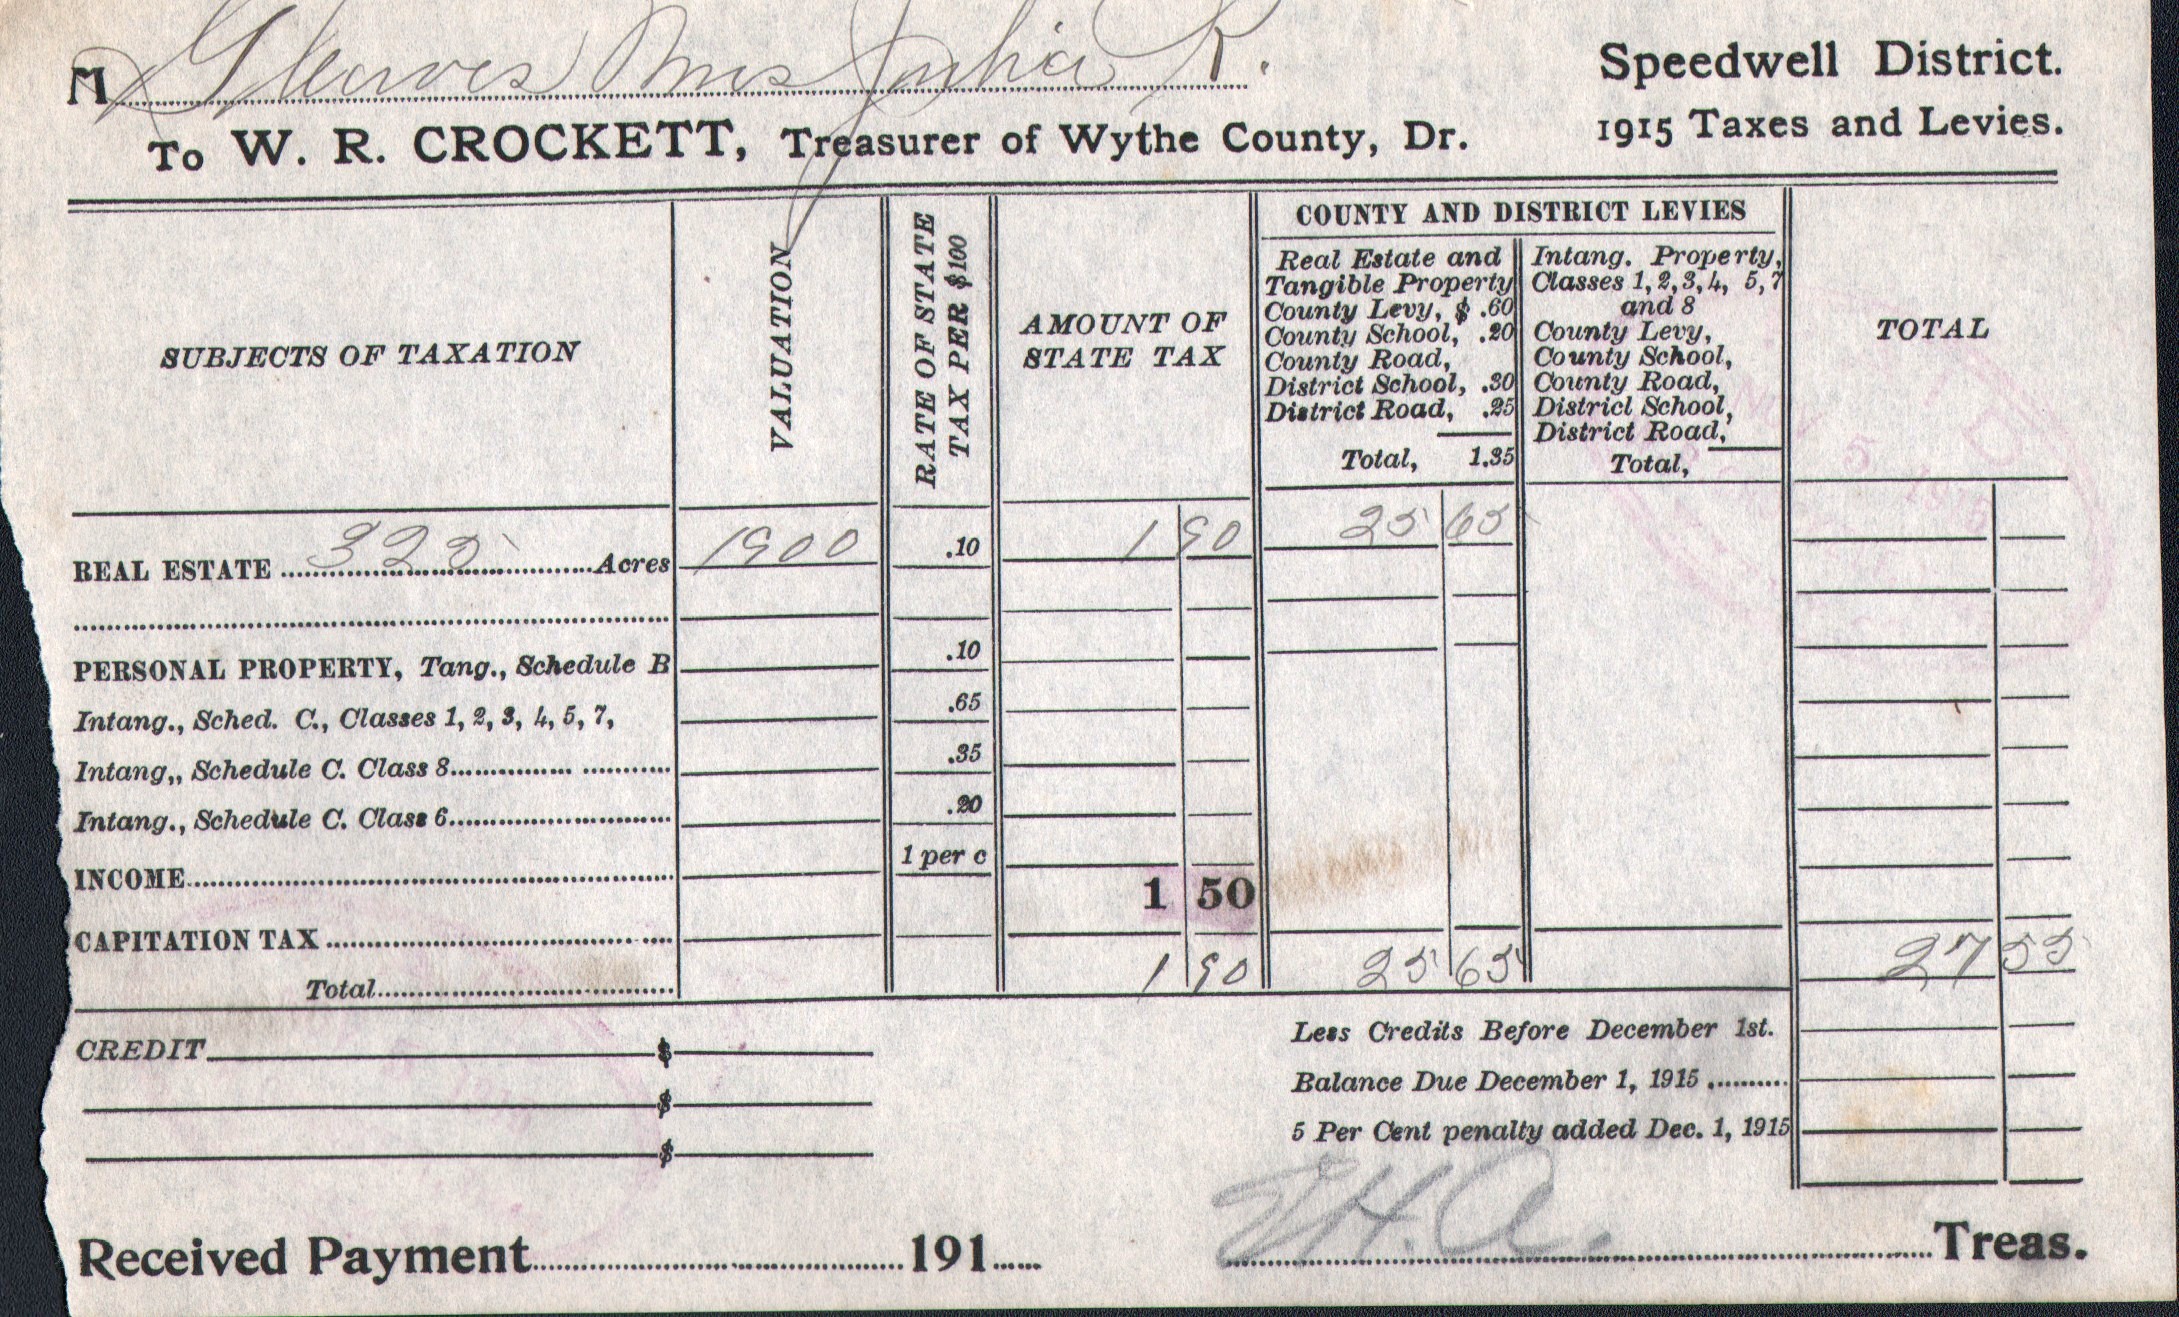 M Gleaves Mrs Julia R.
Speedwell District.
To W. R. CROCKETT, Treasurer of Wythe County, Dr.
1915 Taxes and Levies.
SUBJECTS OF TAXATION
VALUATION
RATE OF STATE TAX PER $100
AMOUNT OF
STATE TAX
COUNTY AND DISTRICT LEVIES
Real Estate and
Tangible Property
County Levy, $ .60
County School, .20
County Road,
District School, .30
District Road, .25
Total, 1.35
Intang. Property,
Classes 1, 2, 3, 4, 5, 7
and 8
County Levy,
County School,
County Road,
District School,
District Road,
Total,
TOTAL
REAL ESTATE 325 Acres 1900 .10 1 90 25 65
PERSONAL PROPERTY, Tang., Schedule B .10
Intang., Sched. C., Classes 1, 2, 3, 4, 5, 7, .65
Intang,, Schedule C. Class 8 .35
Intang., Schedule C. Class 6 .20
INCOME 1 per c
CAPITATION TAX 1 50
Total 1 90 25 65 27 55
CREDIT $
$
$
Less Credits Before December 1st.
Balance Due December 1, 1915
5 Per Cent penalty added Dec. 1, 1915
Received Payment 191 H. A. Treas.